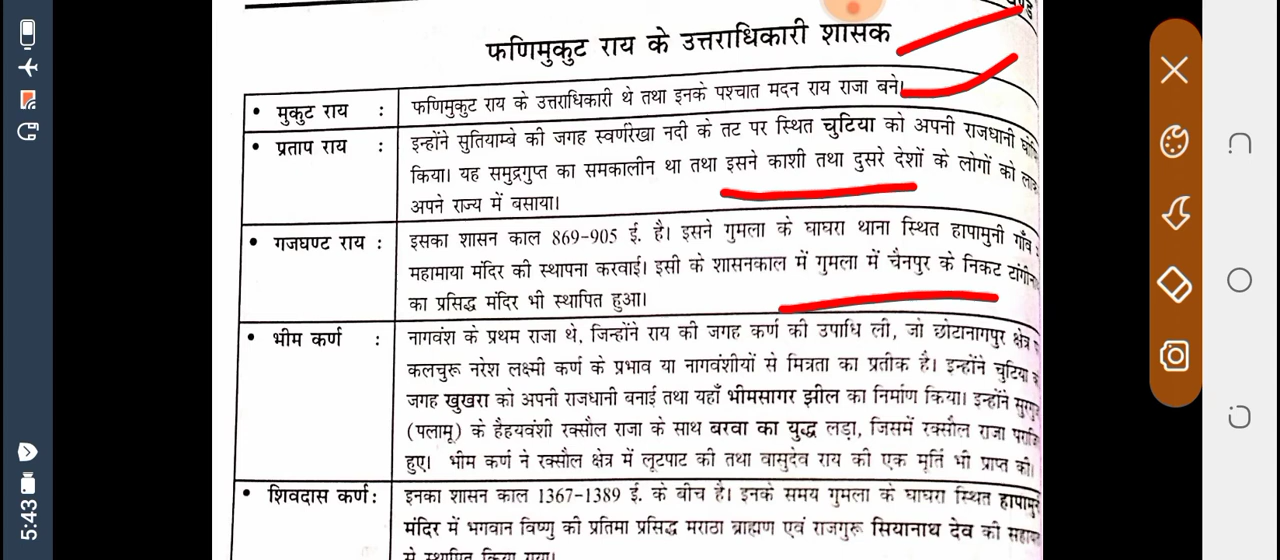 फणिमुकुट राय के उत्तराधिकारी शासक
• मुकुट राय : फणिमुकुट राय के उत्तराधिकारी थे तथा इनके पश्चात मदन राय राजा बने।
• प्रताप राय : इन्होंने सुतियाम्बे की जगह स्वर्णरेखा नदी के तट पर स्थित चुटिया को अपनी राजधानी
किया। यह समुद्रगुप्त का समकालीन था तथा इसने काशी तथा दुसरे देशों के लोगों को
अपने राज्य में बसाया।
• गजघण्ट राय : इसका शासन काल 869-905 ई. है। इसने गुमला के घाघरा थाना स्थित हापामुनी गाँव
महामाया मंदिर की स्थापना करवाई। इसी के शासनकाल में गुमला में चैनपुर के निकट
का प्रसिद्ध मंदिर भी स्थापित हुआ।
• भीम कर्ण : नागवंश के प्रथम राजा थे, जिन्होंने राय की जगह कर्ण की उपाधि ली, जो छोटानागपुर क्षेत्र
कलचुरू नरेश लक्ष्मी कर्ण के प्रभाव या नागवंशीयों से मित्रता का प्रतीक है। इन्होंने चुटिया
जगह खुखरा को अपनी राजधानी बनाई तथा यहाँ भीमसागर झील का निर्माण किया। इन्होंने
(पलामू) के हैहयवंशी रक्सौल राजा के साथ बरवा का युद्ध लड़ा, जिसमें रक्सौल राजा
हुए। भीम कर्ण ने रक्सौल क्षेत्र में लूटपाट की तथा वासुदेव राय की एक मूर्ति भी प्राप्त की।
• शिवदास कर्ण: इनका शासन काल 1367-1389 ई. के बीच है। इनके समय गुमला के घाघरा स्थित
मंदिर में भगवान विष्णु की प्रतिमा प्रसिद्ध मराठा ब्राह्मण एवं राजगुरू सियानाथ देव की
से स्थापित किया गया।
5:43